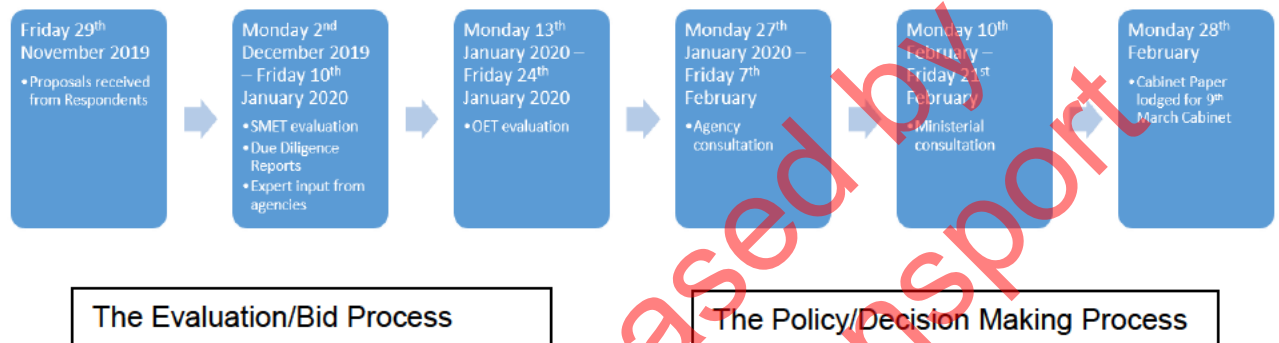 Friday 29th
November 2019
•Proposals received
from Respondents
Monday 2nd
December 2019
– Friday 10th
January 2020
•SMET evaluation
•Due Diligence
Reports
•Expert input from
agencies
Monday 13th
January 2020 –
Friday 24th
January 2020
•OET evaluation
Monday 27th
January 2020 –
Friday 7th
February
•Agency
consultation
Monday 10th
February –
Friday 21st
February
•Ministerial
consultation
Monday 28th
February
•Cabinet Paper
lodged for 9th
March Cabinet
The Evaluation/Bid Process
The Policy/Decision Making Process
ased by
nsport